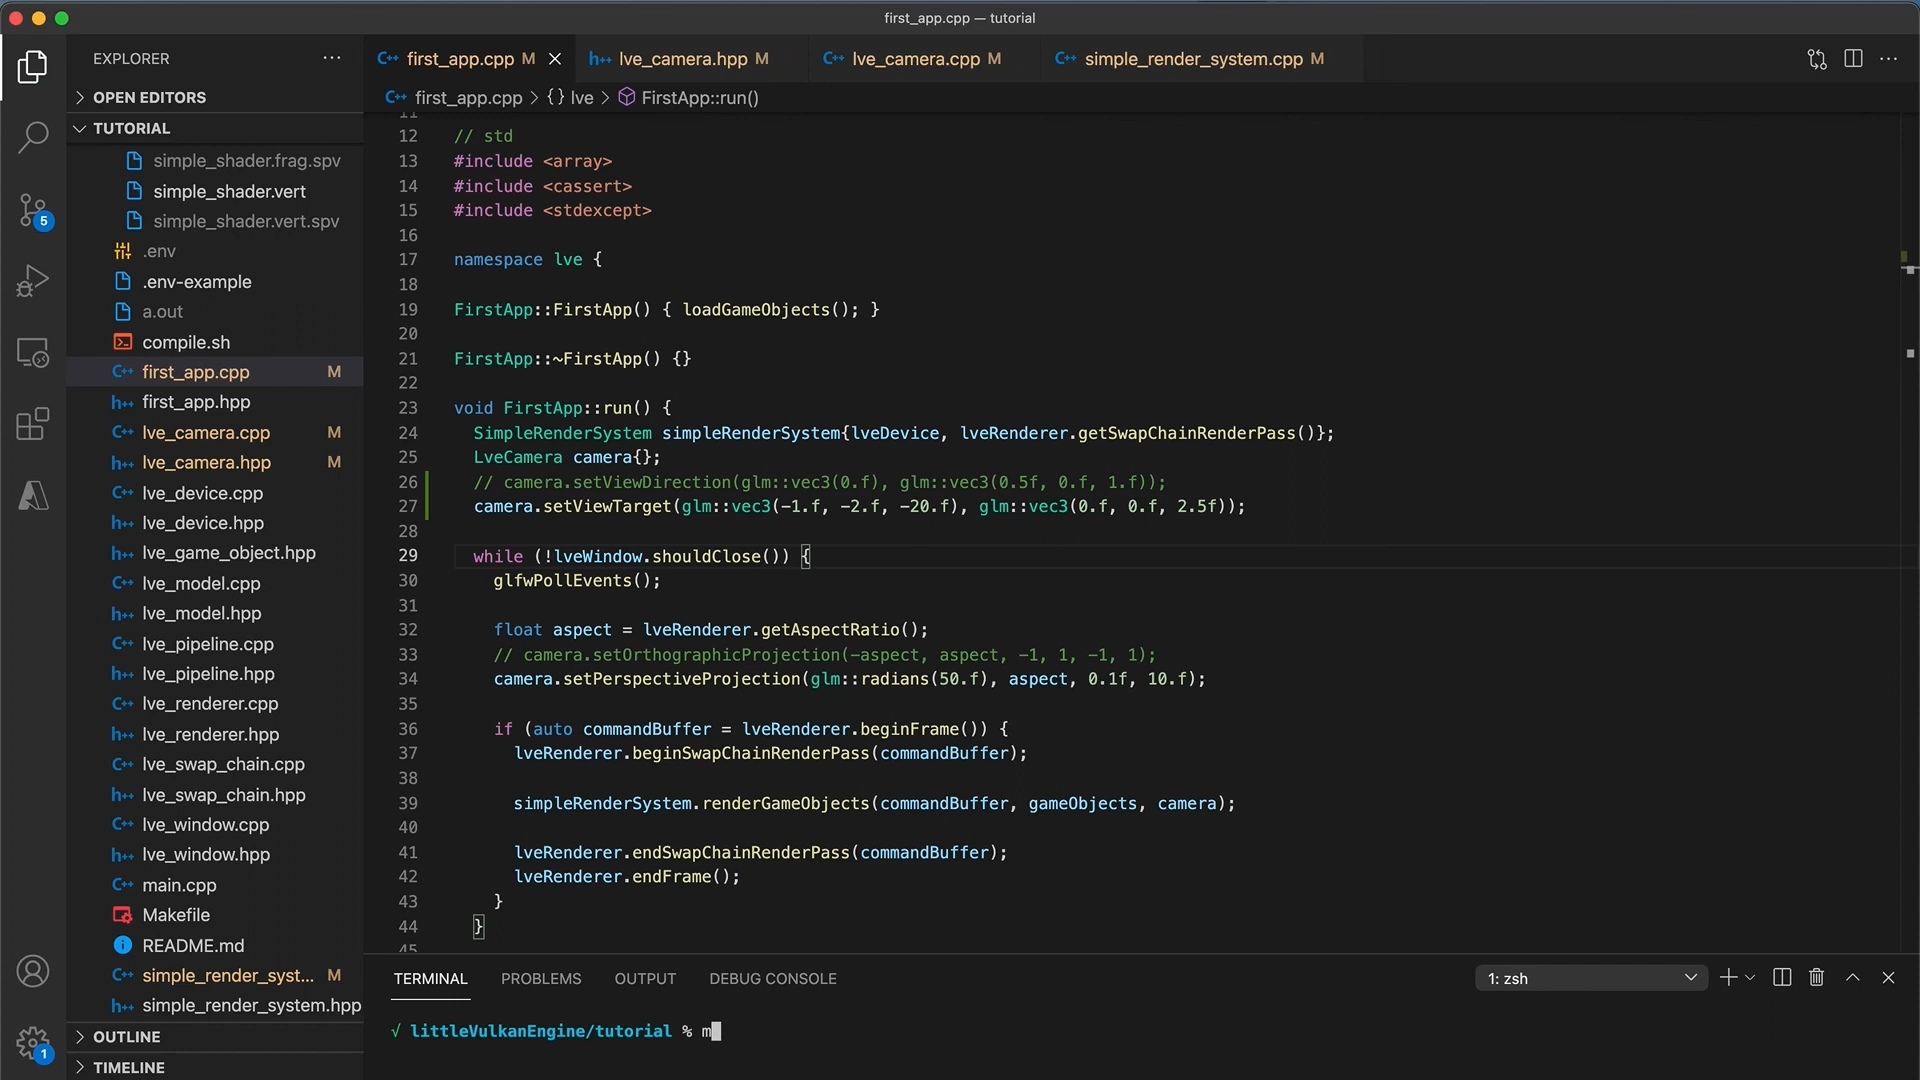 first_app.cpp — tutorial
EXPLORER
OPEN EDITORS
TUTORIAL
simple_shader.frag.spv
simple_shader.vert
simple_shader.vert.spv
.env
.env-example
a.out
compile.sh
first_app.cpp M
first_app.hpp
lve_camera.cpp M
lve_camera.hpp M
lve_device.cpp
lve_device.hpp
lve_game_object.hpp
lve_model.cpp
lve_model.hpp
lve_pipeline.cpp
lve_pipeline.hpp
lve_renderer.cpp
lve_renderer.hpp
lve_swap_chain.cpp
lve_swap_chain.hpp
lve_window.cpp
lve_window.hpp
main.cpp
Makefile
README.md
simple_render_syst... M
simple_render_system.hpp
OUTLINE
TIMELINE
5
1
C++ first_app.cpp M
h++ lve_camera.hpp M
C++ lve_camera.cpp M
C++ simple_render_system.cpp M
C++ first_app.cpp > {} lve > FirstApp::run()
11
12 // std
13 #include <array>
14 #include <cassert>
15 #include <stdexcept>
16
17 namespace lve {
18
19 FirstApp::FirstApp() { loadGameObjects(); }
20
21 FirstApp::~FirstApp() {}
22
23 void FirstApp::run() {
24 SimpleRenderSystem simpleRenderSystem{lveDevice, lveRenderer.getSwapChainRenderPass()};
25 LveCamera camera{};
26 // camera.setViewDirection(glm::vec3(0.f), glm::vec3(0.5f, 0.f, 1.f));
27 camera.setViewTarget(glm::vec3(-1.f, -2.f, -20.f), glm::vec3(0.f, 0.f, 2.5f));
28
29 while (!lveWindow.shouldClose()) {
30 glfwPollEvents();
31
32 float aspect = lveRenderer.getAspectRatio();
33 // camera.setOrthographicProjection(-aspect, aspect, -1, 1, -1, 1);
34 camera.setPerspectiveProjection(glm::radians(50.f), aspect, 0.1f, 10.f);
35
36 if (auto commandBuffer = lveRenderer.beginFrame()) {
37 lveRenderer.beginSwapChainRenderPass(commandBuffer);
38
39 simpleRenderSystem.renderGameObjects(commandBuffer, gameObjects, camera);
40
41 lveRenderer.endSwapChainRenderPass(commandBuffer);
42 lveRenderer.endFrame();
43 }
44 }
45
TERMINAL PROBLEMS OUTPUT DEBUG CONSOLE
1: zsh
√ littleVulkanEngine/tutorial % m